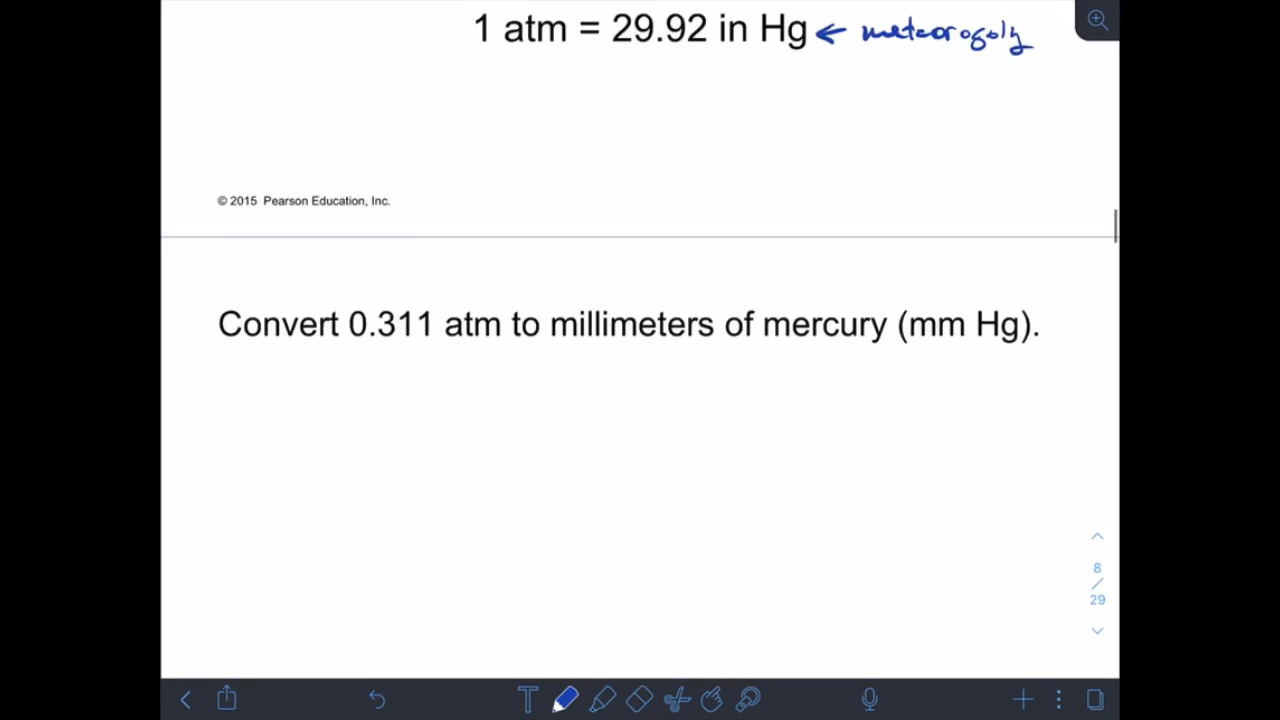 1 atm = 29.92 in Hg ← meteorogoly
© 2015 Pearson Education, Inc.
Convert 0.311 atm to millimeters of mercury (mm Hg).
8
/
29
T